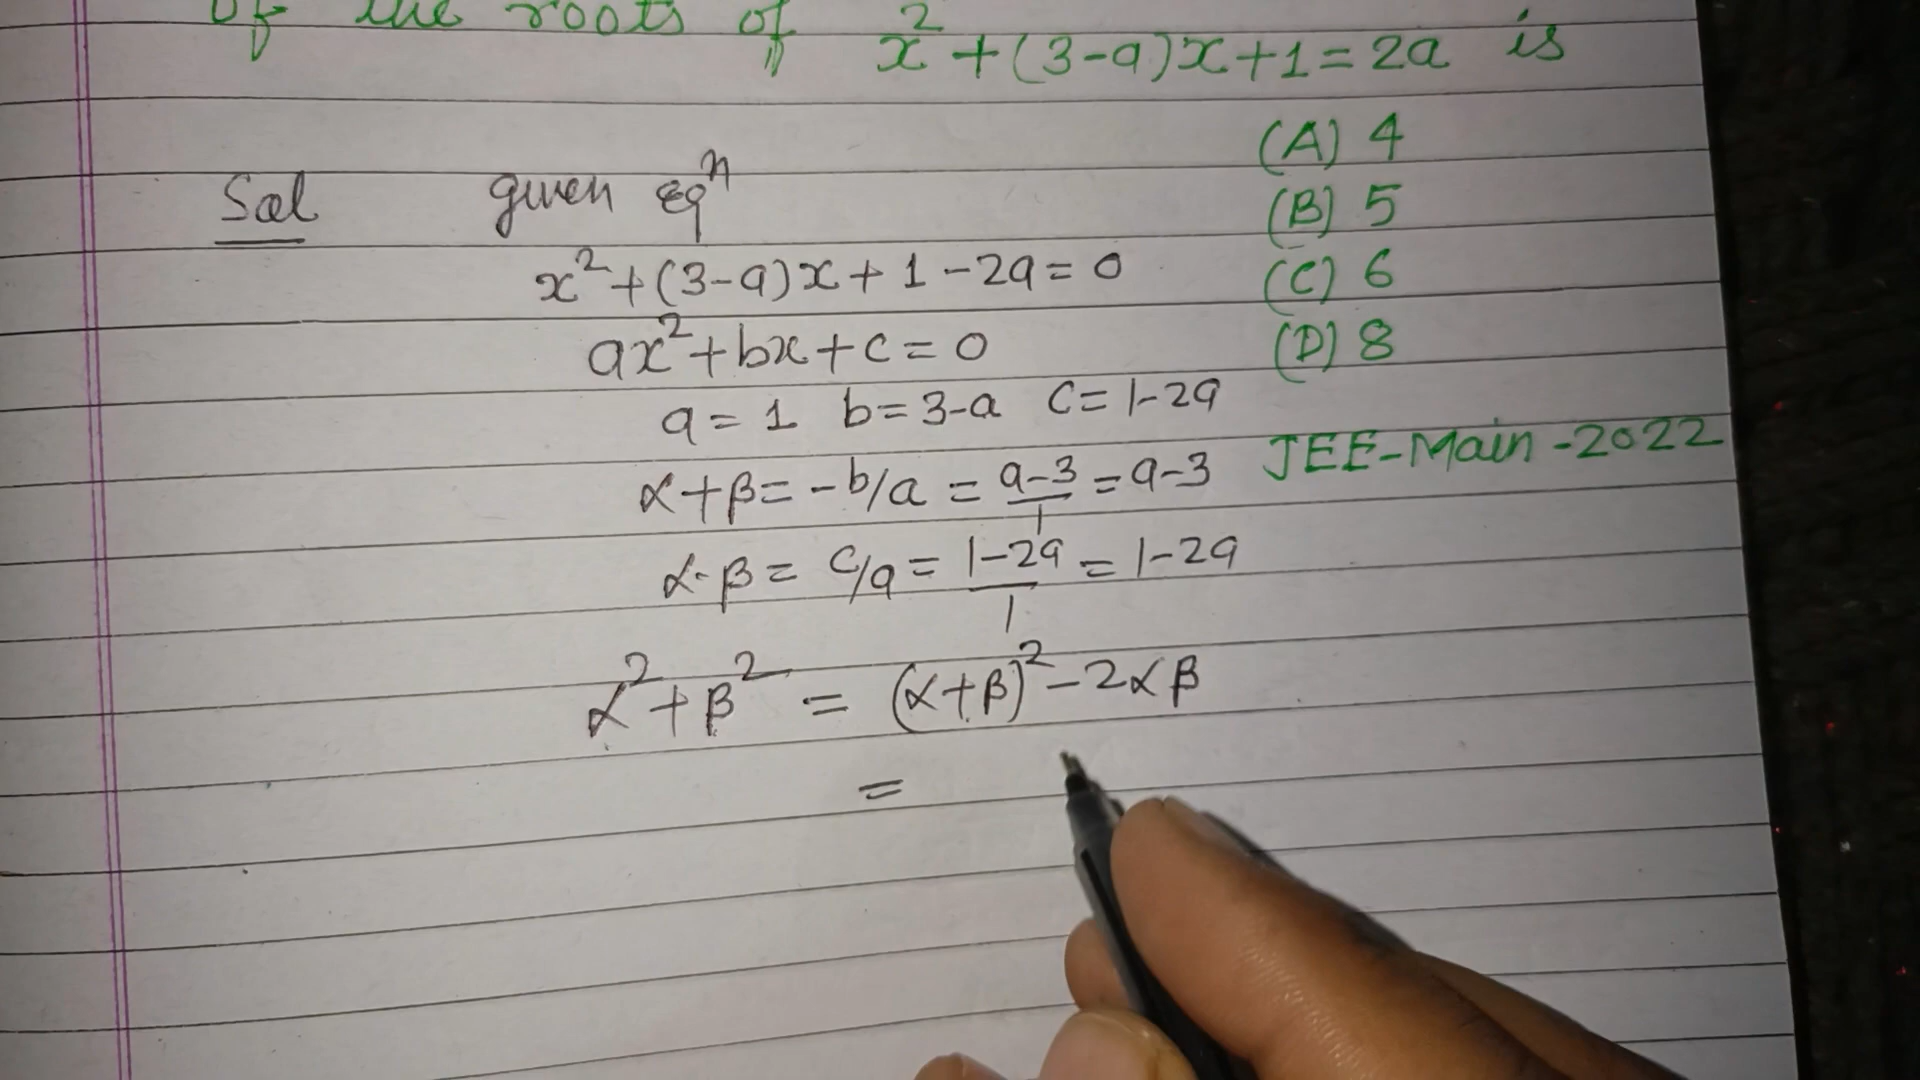 of the roots of x²+(3-a)x+1=2a is
(A) 4
Sol given Eqⁿ
(B) 5
x²+(3-a)x+1-2a=0
(C) 6
ax²+bx+c=0
(D) 8
a=1 b=3-a c=1-2a
JEE-Main-2022
α+β=-b/a=a-3/1=a-3
α·β=c/a=1-2a/1=1-2a
α²+β²=(α+β)²-2αβ
=